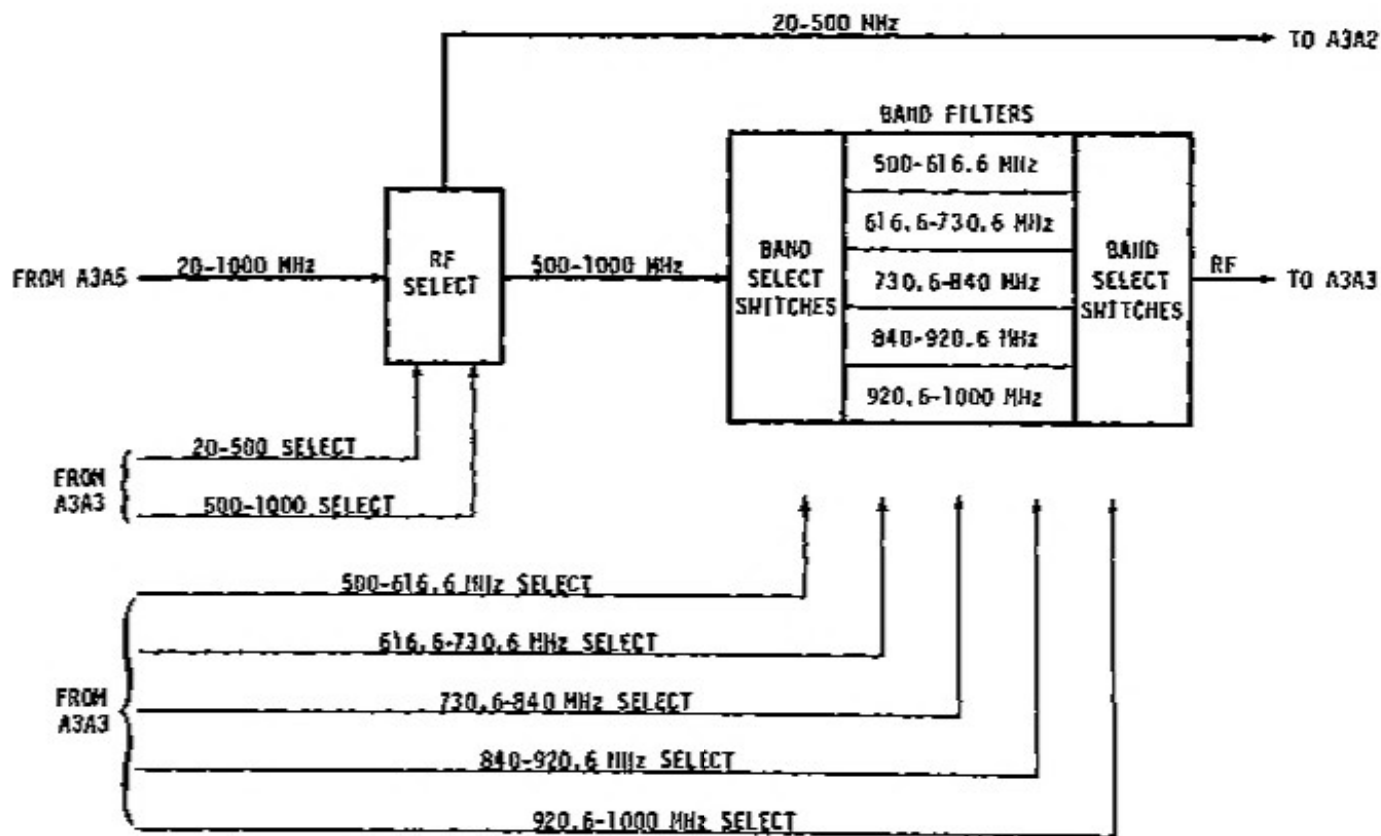 20-500 MHz
TO A3A2
BAND FILTERS
500-616.6 MHz
616.6-730.6 MHz
730.6-840 MHz
840-920.6 MHz
920.6-1000 MHz
FROM A3A5
20-1000 MHz
RF
SELECT
500-1000 MHz
BAND
SELECT
SWITCHES
BAND
SELECT
SWITCHES
RF
TO A3A3
FROM
A3A3
20-500 SELECT
500-1000 SELECT
FROM
A3A3
500-616.6 MHz SELECT
616.6-730.6 MHz SELECT
730.6-840 MHz SELECT
840-920.6 MHz SELECT
920.6-1000 MHz SELECT